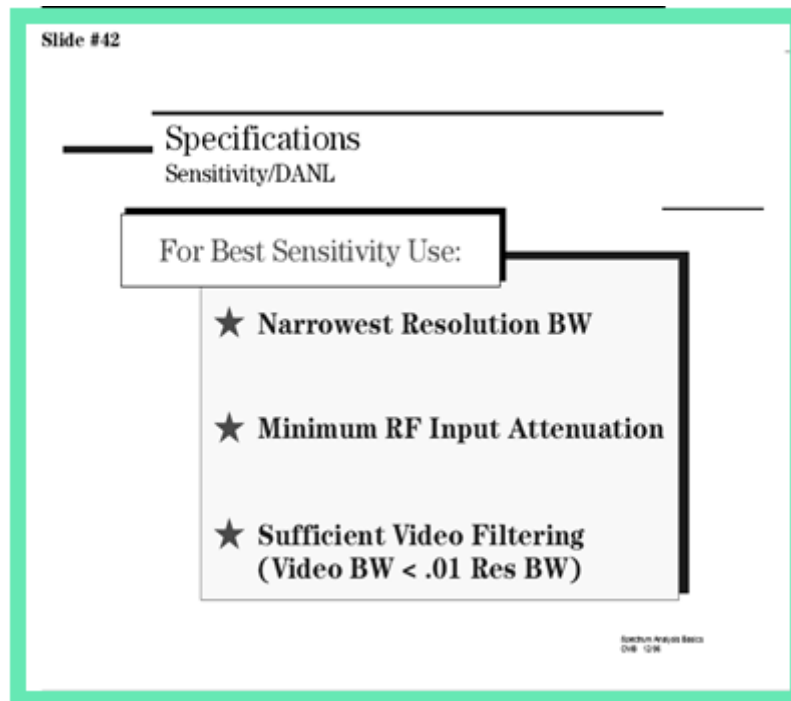 Slide #42
Specifications
Sensitivity/DANL
For Best Sensitivity Use:
★ Narrowest Resolution BW
★ Minimum RF Input Attenuation
★ Sufficient Video Filtering
(Video BW < .01 Res BW)
Spectrum Analysis Basics